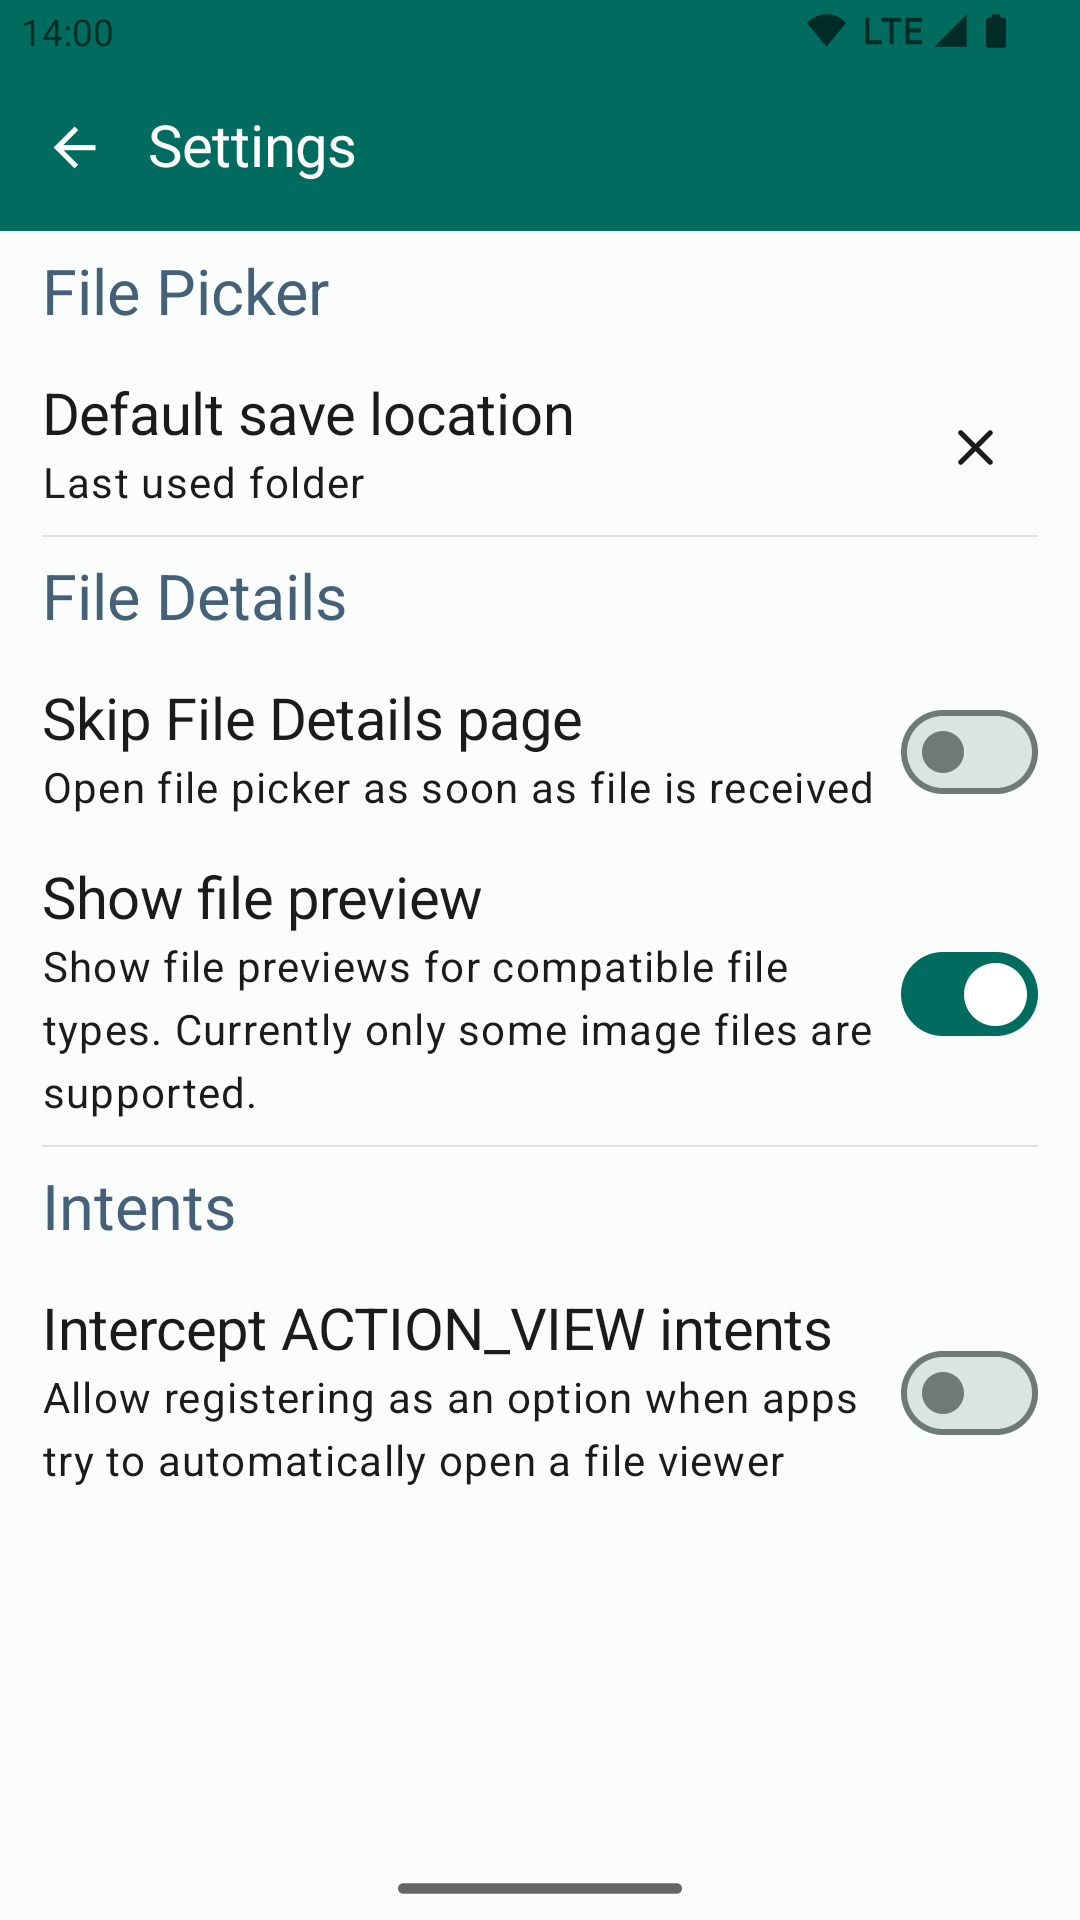 14:00
LTE
Settings
File Picker
Default save location
Last used folder
File Details
Skip File Details page
Open file picker as soon as file is received
Show file preview
Show file previews for compatible file
types. Currently only some image files are
supported.
Intents
Intercept ACTION_VIEW intents
Allow registering as an option when apps
try to automatically open a file viewer